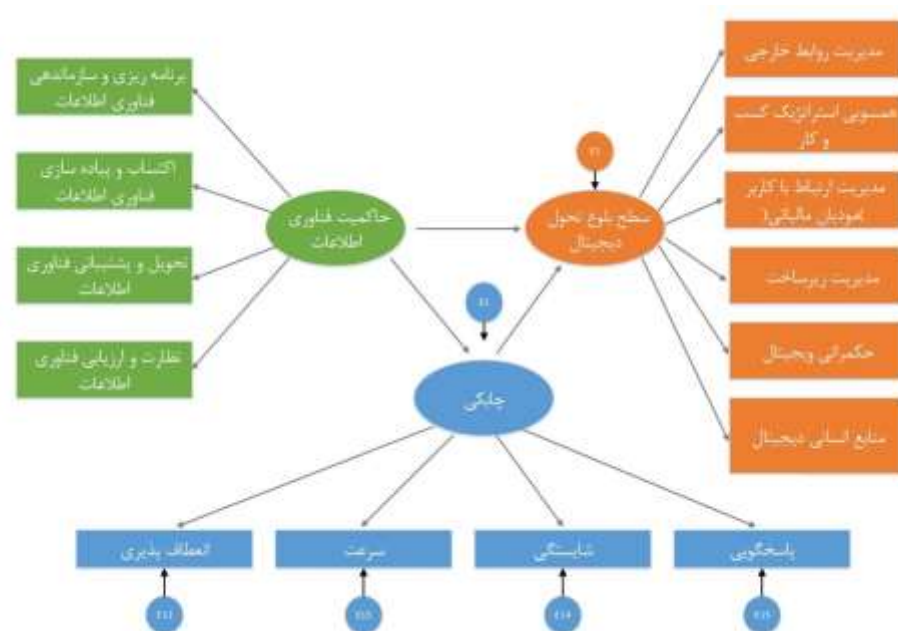 مدیریت روابط خارجی
همسویی استراتژیک کسب
و کار
مدیریت ارتباط با کاربر
)مودیان مالیاتی(
مدیریت زیرساخت
حکمرانی دیجیتال
منابع انسانی دیجیتال
سطح بلوغ تحول
دیجیتال
حاکمیت فناوری
اطلاعات
برنامه ریزی و سازماندهی
فناوری اطلاعات
اکتساب و پیاده سازی
فناوری اطلاعات
تحویل و پشتیبانی فناوری
اطلاعات
نظارت و ارزیابی فناوری
اطلاعات
چابکی
پاسخگویی
شایستگی
سرعت
انعطاف پذیری
E15
E14